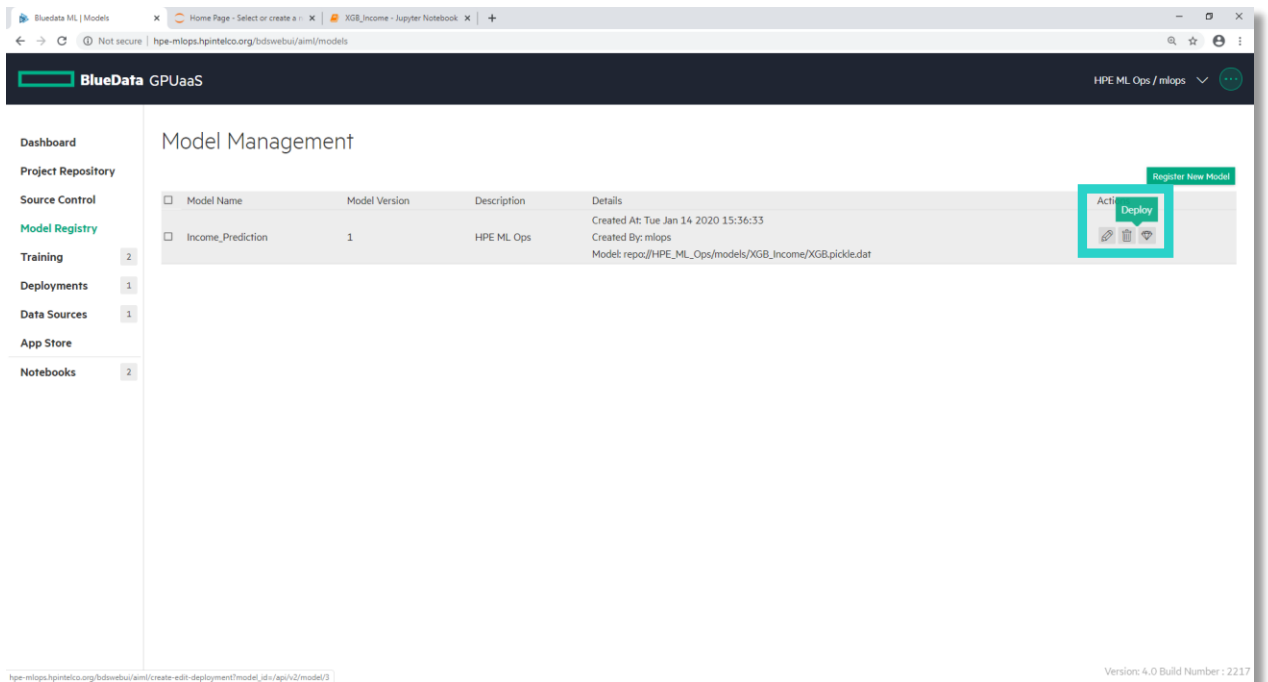 Bluedata ML | Models
Home Page - Select or create a n
XGB_Income - Jupyter Notebook
Not secure | hpe-mlops.hpintelco.org/bdswebui/aiml/models
BlueData GPUaaS
HPE ML Ops / mlops
Dashboard
Project Repository
Source Control
Model Registry
Training 2
Deployments 1
Data Sources 1
App Store
Notebooks 2
Model Management
Register New Model
Model Name Model Version Description Details Actions
Deploy
Income_Prediction 1 HPE ML Ops
Created At: Tue Jan 14 2020 15:36:33
Created By: mlops
Model: repo://HPE_ML_Ops/models/XGB_Income/XGB.pickle.dat
hpe-mlops.hpintelco.org/bdswebui/aiml/create-edit-deployment?model_id=/api/v2/model/3
Version: 4.0 Build Number : 2217